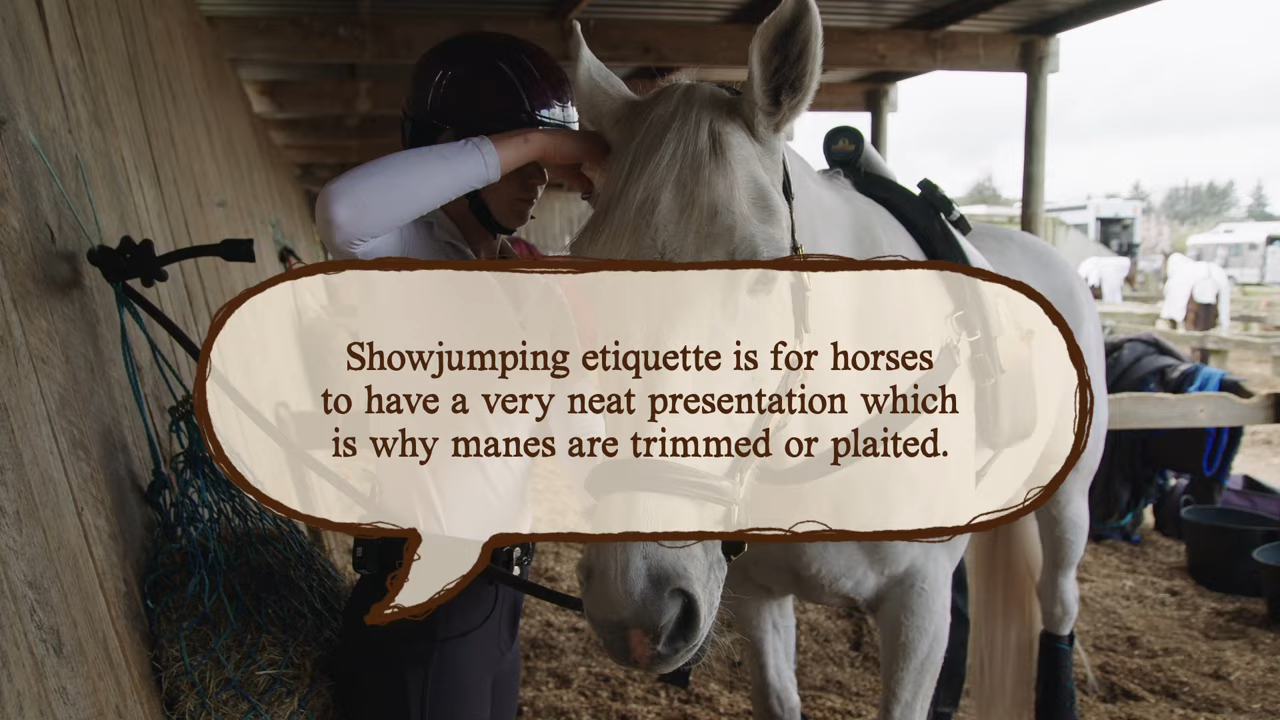 Showjumping etiquette is for horses
to have a very neat presentation which
is why manes are trimmed or plaited.